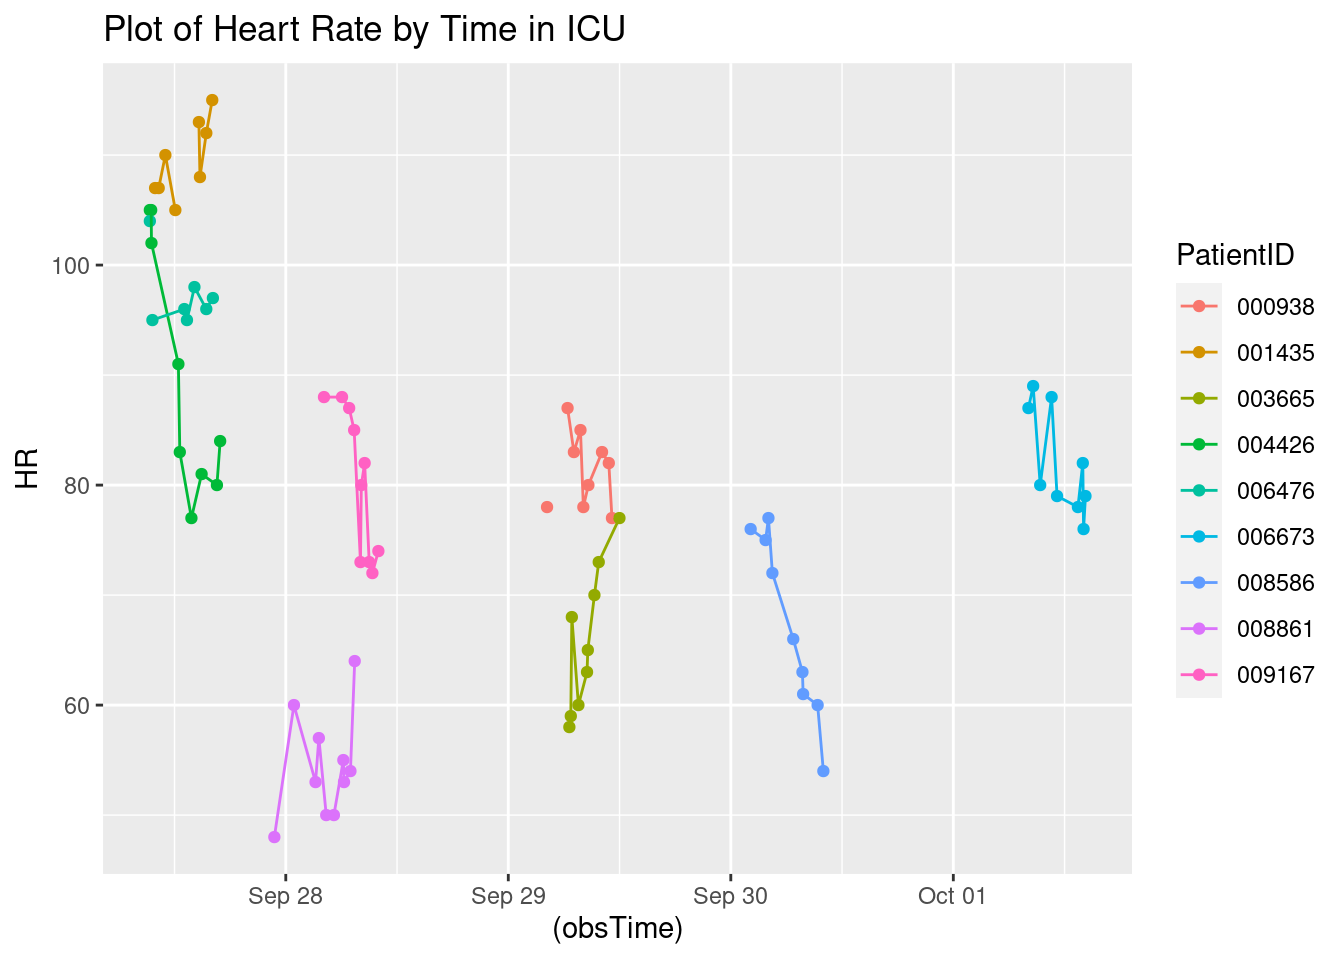 Plot of Heart Rate by Time in ICU
HR
100
80
60
Sep 28
Sep 29
Sep 30
Oct 01
(obsTime)
PatientID
000938
001435
003665
004426
006476
006673
008586
008861
009167